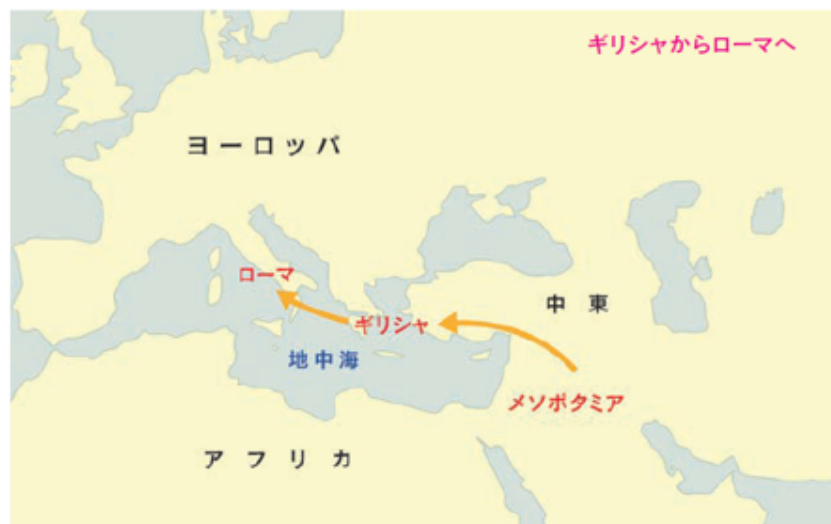 ギリシャからローマへ
ヨーロッパ
ローマ
中東
ギリシャ
地中海
メソポタミア
アフリカ